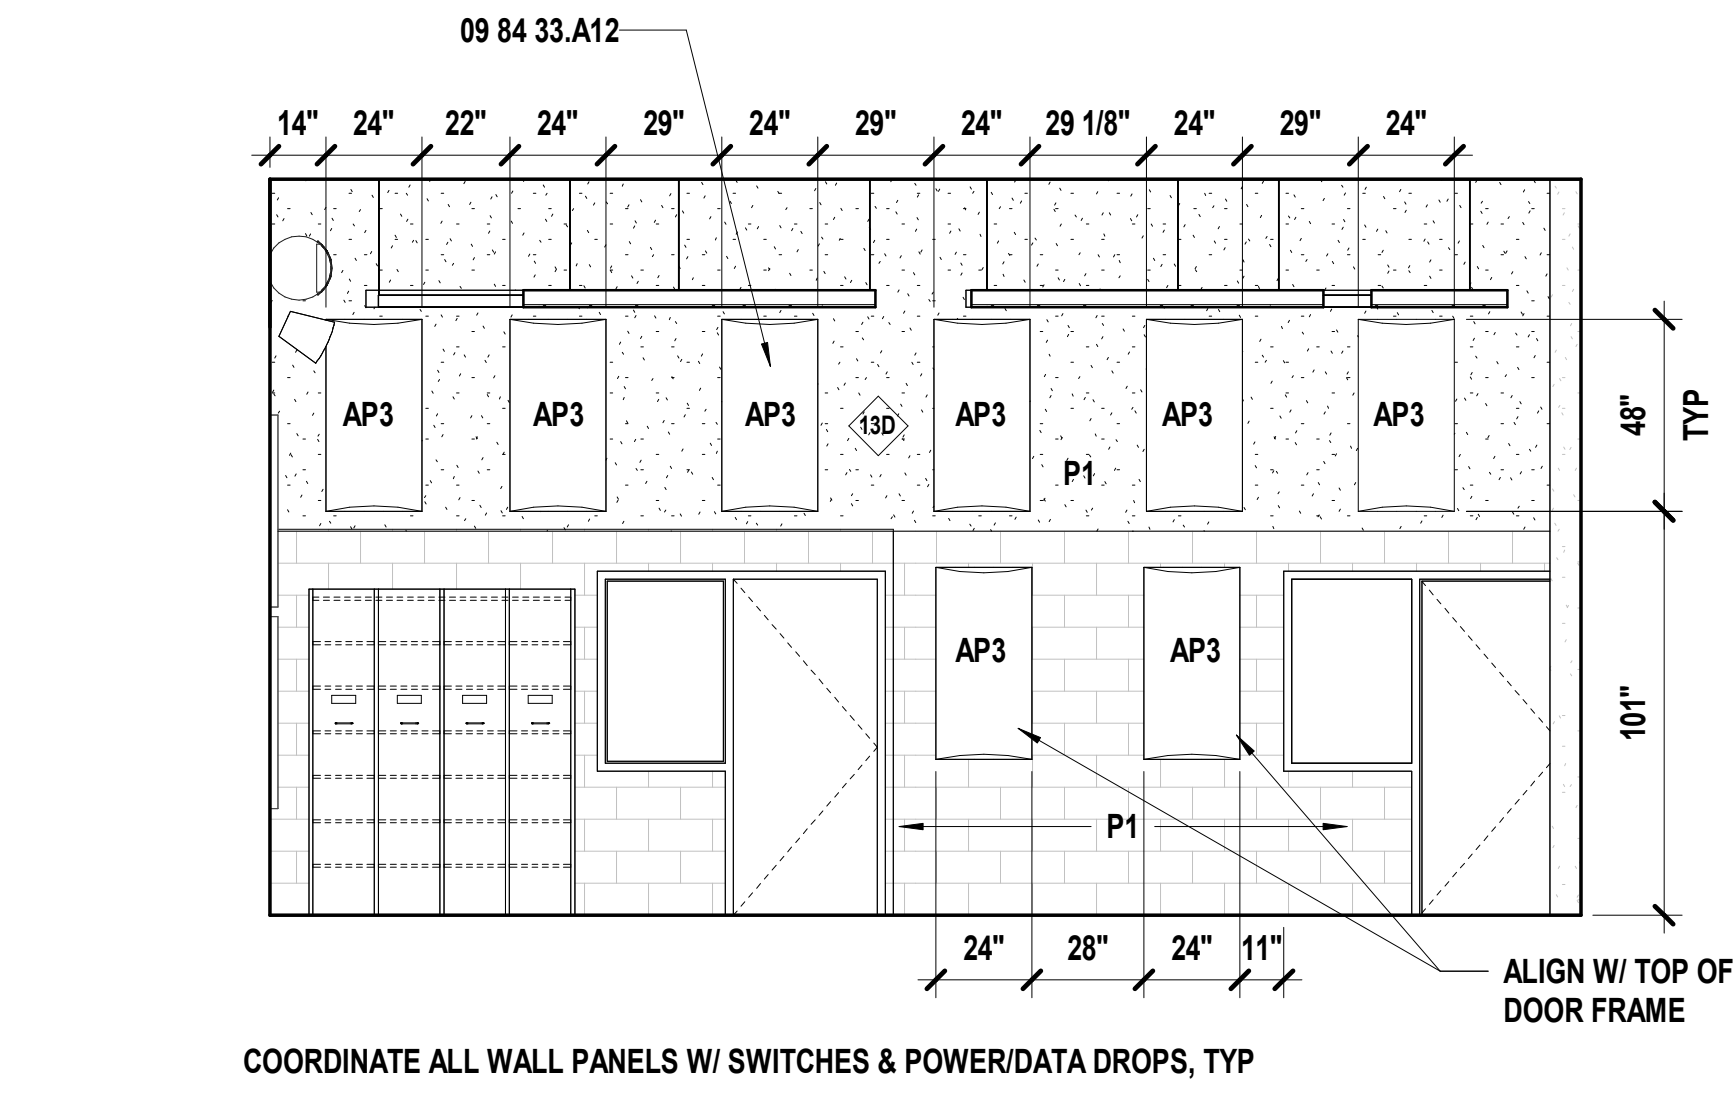 09 84 33.A12
14" 24" 22" 24" 29" 24" 29" 24" 29 1/8" 24" 29" 24"
AP3 AP3 AP3 AP3 AP3 AP3
13D
48" TYP
P1
AP3 AP3
101"
P1
24" 28" 24" 11"
ALIGN W/ TOP OF
DOOR FRAME
COORDINATE ALL WALL PANELS W/ SWITCHES & POWER/DATA DROPS, TYP